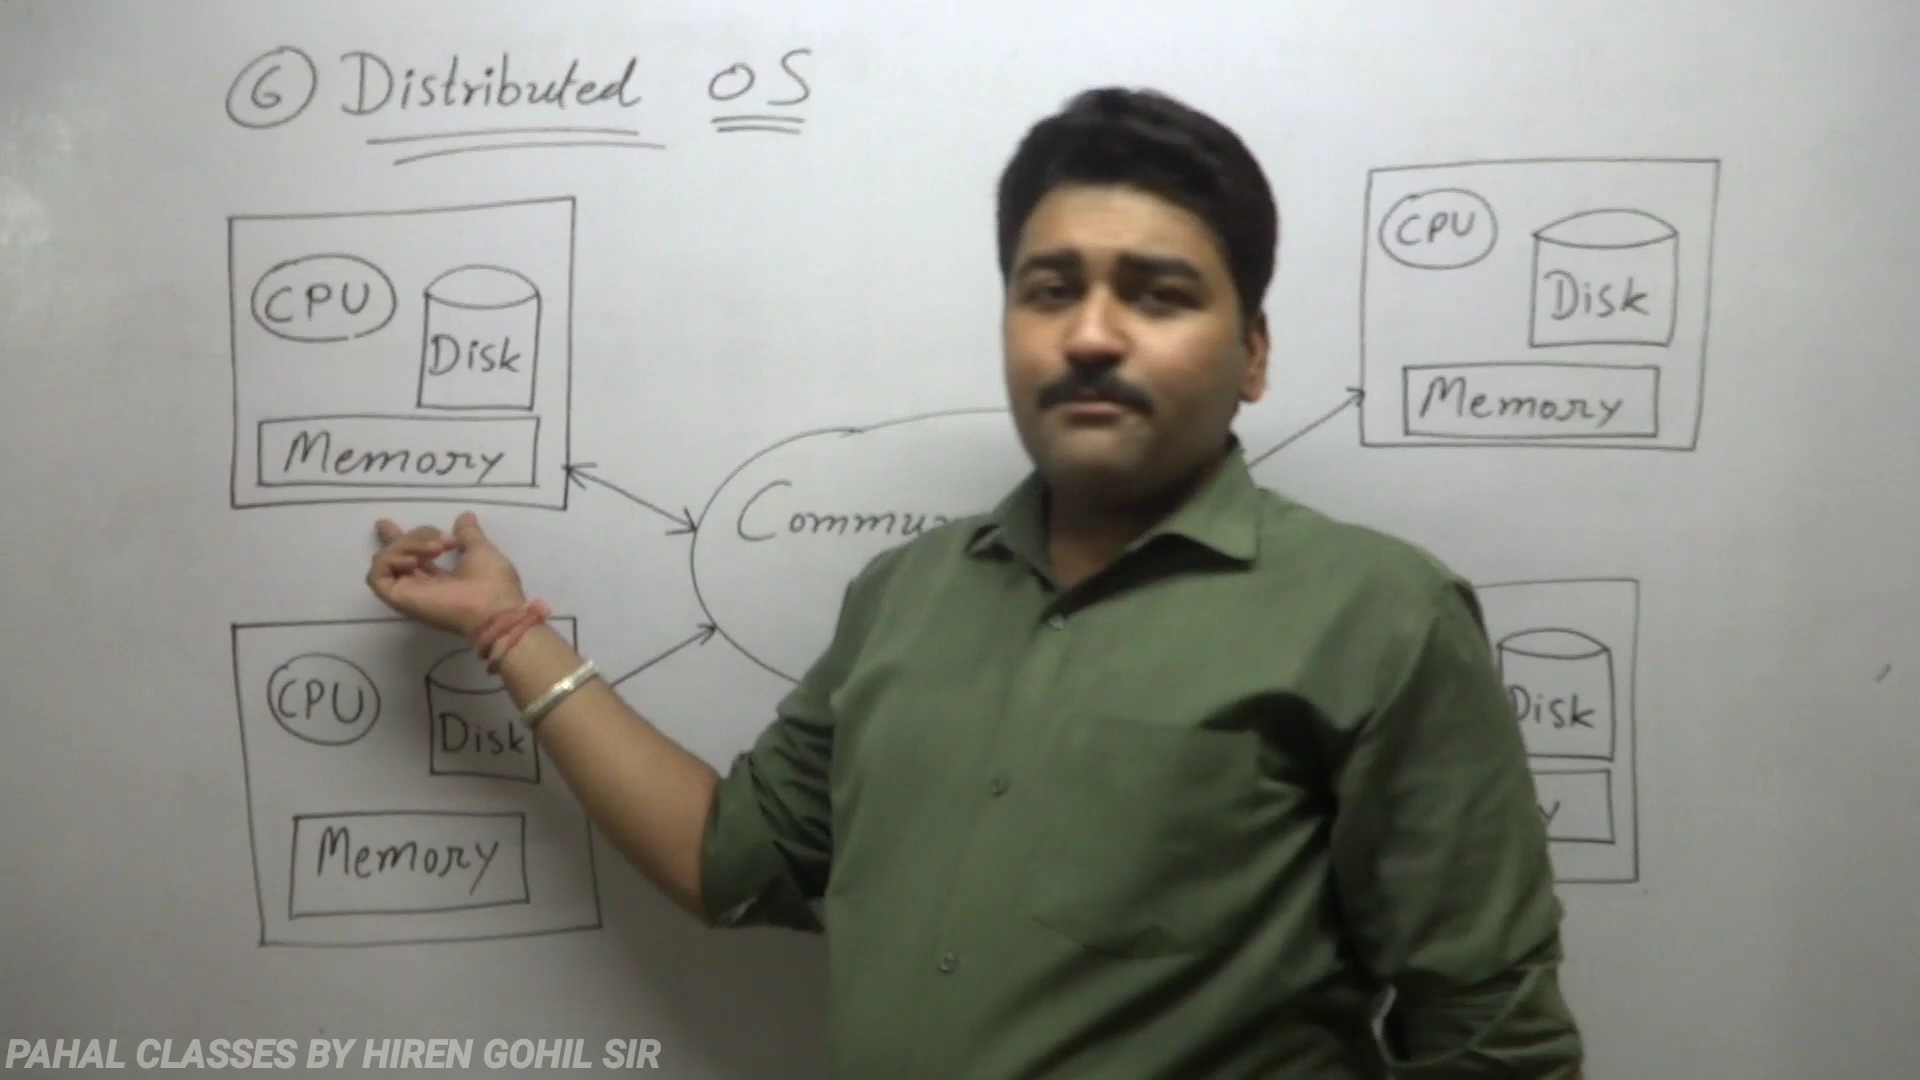 6 Distributed OS
CPU
Disk
Memory
CPU
Disk
Memory
CPU
Disk
Memory
Disk
PAHAL CLASSES BY HIREN GOHIL SIR